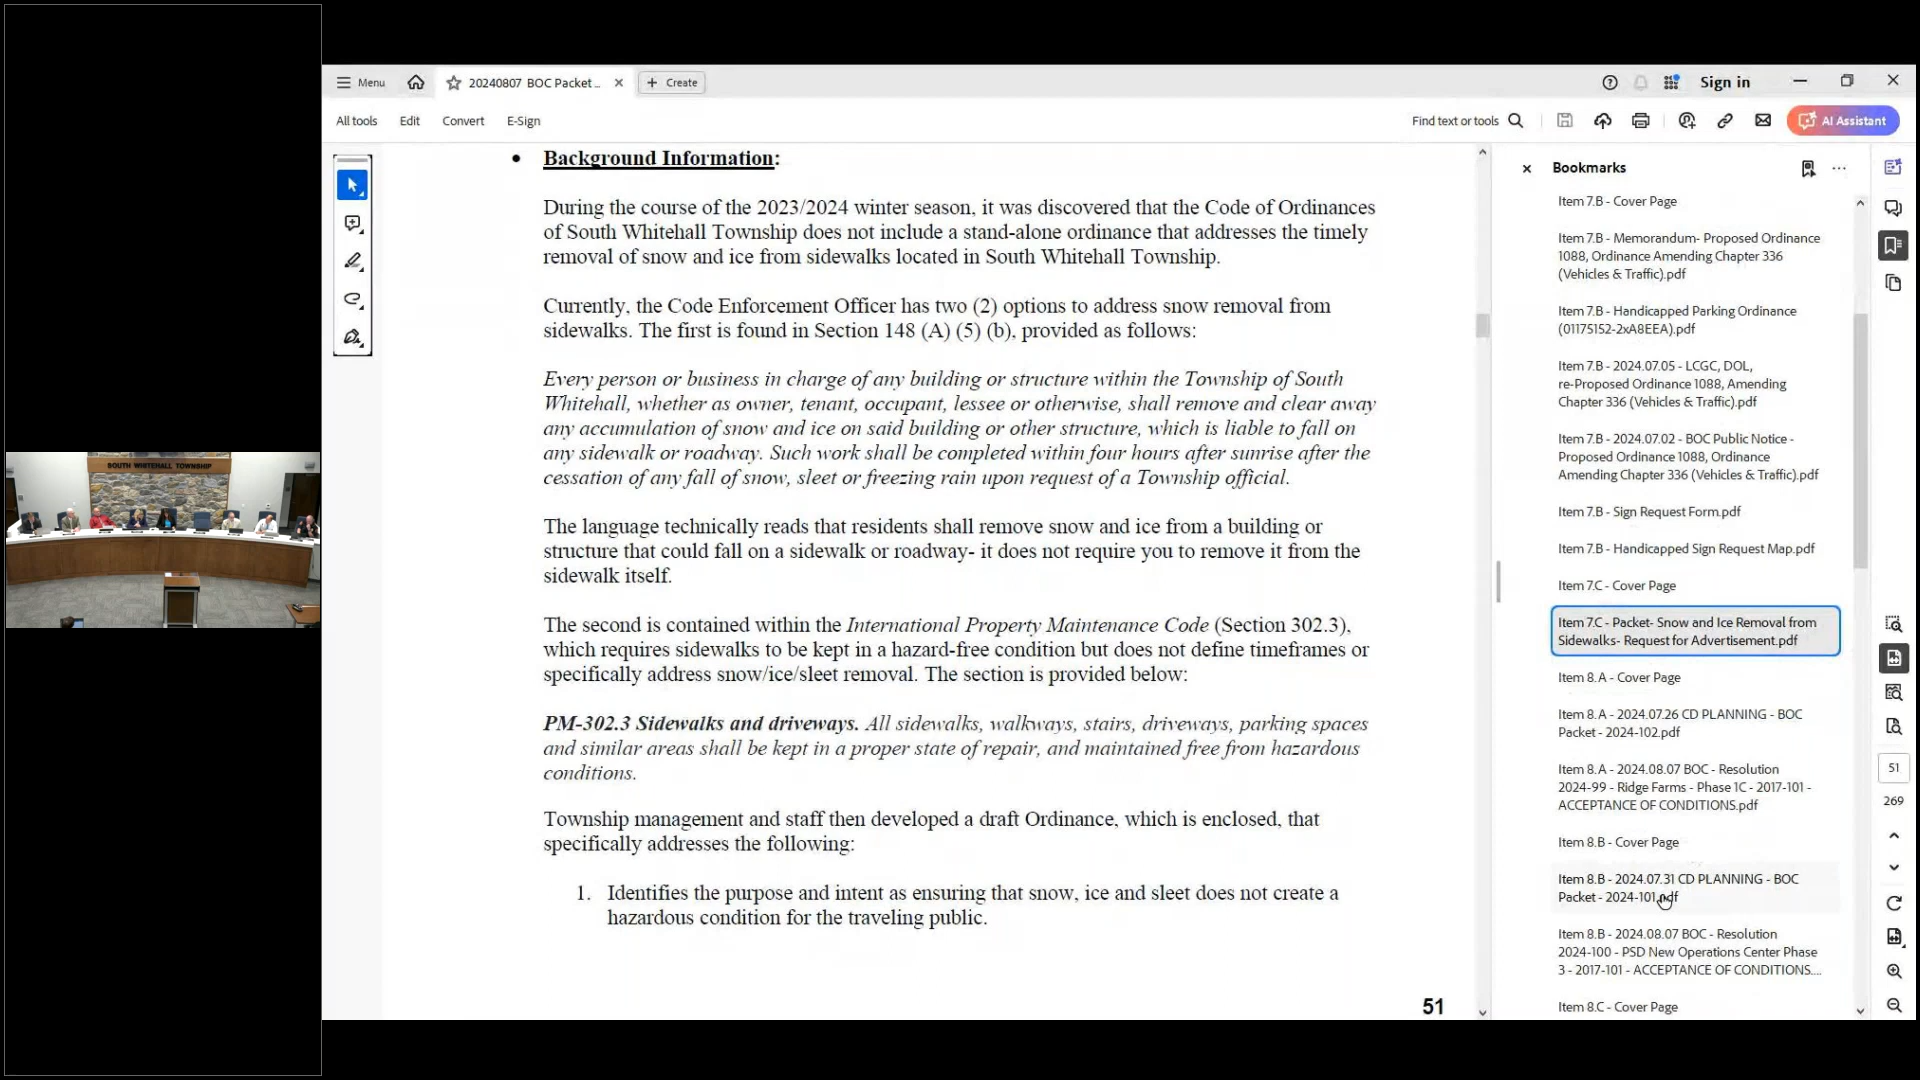 SOUTH WHITEHALL TOWNSHIP
Menu
20240807 BOC Packet ...
Create
Sign in
All tools
Edit
Convert
E-Sign
Find text or tools
AI Assistant
• Background Information:
During the course of the 2023/2024 winter season, it was discovered that the Code of Ordinances
of South Whitehall Township does not include a stand-alone ordinance that addresses the timely
removal of snow and ice from sidewalks located in South Whitehall Township.
Currently, the Code Enforcement Officer has two (2) options to address snow removal from
sidewalks. The first is found in Section 148 (A) (5) (b), provided as follows:
Every person or business in charge of any building or structure within the Township of South
Whitehall, whether as owner, tenant, occupant, lessee or otherwise, shall remove and clear away
any accumulation of snow and ice on said building or other structure, which is liable to fall on
any sidewalk or roadway. Such work shall be completed within four hours after sunrise after the
cessation of any fall of snow, sleet or freezing rain upon request of a Township official.
The language technically reads that residents shall remove snow and ice from a building or
structure that could fall on a sidewalk or roadway- it does not require you to remove it from the
sidewalk itself.
The second is contained within the International Property Maintenance Code (Section 302.3),
which requires sidewalks to be kept in a hazard-free condition but does not define timeframes or
specifically address snow/ice/sleet removal. The section is provided below:
PM-302.3 Sidewalks and driveways. All sidewalks, walkways, stairs, driveways, parking spaces
and similar areas shall be kept in a proper state of repair, and maintained free from hazardous
conditions.
Township management and staff then developed a draft Ordinance, which is enclosed, that
specifically addresses the following:
1. Identifies the purpose and intent as ensuring that snow, ice and sleet does not create a
hazardous condition for the traveling public.
51
Bookmarks
Item 7.B - Cover Page
Item 7.B - Memorandum- Proposed Ordinance
1088, Ordinance Amending Chapter 336
(Vehicles & Traffic).pdf
Item 7.B - Handicapped Parking Ordinance
(01175152-2xA8EEA).pdf
Item 7.B - 2024.07.05 - LCGC, DOL,
re-Proposed Ordinance 1088, Amending
Chapter 336 (Vehicles & Traffic).pdf
Item 7.B - 2024.07.02 - BOC Public Notice -
Proposed Ordinance 1088, Ordinance
Amending Chapter 336 (Vehicles & Traffic).pdf
Item 7.B - Sign Request Form.pdf
Item 7.B - Handicapped Sign Request Map.pdf
Item 7.C - Cover Page
Item 7.C - Packet- Snow and Ice Removal from
Sidewalks- Request for Advertisement.pdf
Item 8.A - Cover Page
Item 8.A - 2024.07.26 CD PLANNING - BOC
Packet - 2024-102.pdf
Item 8.A - 2024.08.07 BOC - Resolution
2024-99 - Ridge Farms - Phase 1C - 2017-101 -
ACCEPTANCE OF CONDITIONS.pdf
Item 8.B - Cover Page
Item 8.B - 2024.07.31 CD PLANNING - BOC
Packet - 2024-101.pdf
Item 8.B - 2024.08.07 BOC - Resolution
2024-100 - PSD New Operations Center Phase
3 - 2017-101 - ACCEPTANCE OF CONDITIONS....
Item 8.C - Cover Page
51
269